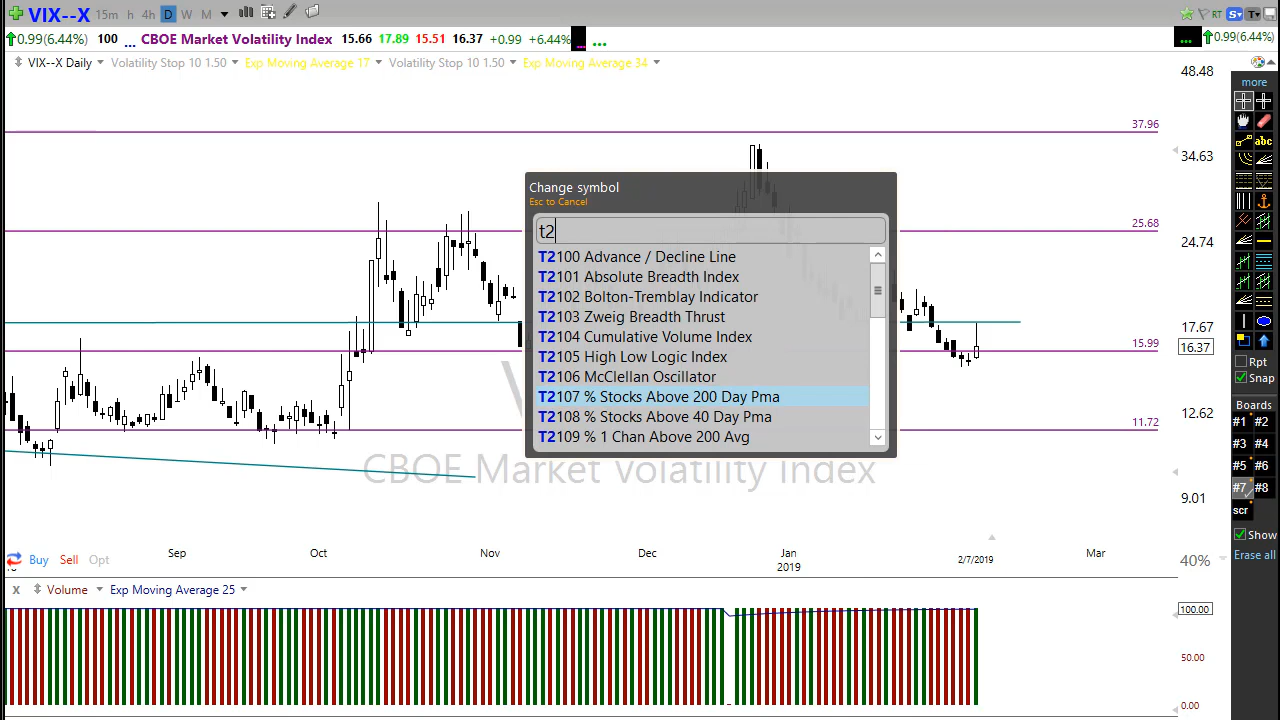 VIX--X 15m h 4h D W M RT S T
0.99(6.44%) 100 ... CBOE Market Volatility Index 15.66 17.89 15.51 16.37 +0.99 +6.44% ... ... ... 0.99(6.44%)
VIX--X Daily Volatility Stop 10 1.50 Exp Moving Average 17 Volatility Stop 10 1.50 Exp Moving Average 34
more
48.48
37.96
34.63
25.68
24.74
17.67
16.37
15.99
12.62
11.72
9.01
Change symbol
Esc to Cancel
t2
T2100 Advance / Decline Line
T2101 Absolute Breadth Index
T2102 Bolton-Tremblay Indicator
T2103 Zweig Breadth Thrust
T2104 Cumulative Volume Index
T2105 High Low Logic Index
T2106 McClellan Oscillator
T2107 % Stocks Above 200 Day Pma
T2108 % Stocks Above 40 Day Pma
T2109 % 1 Chan Above 200 Avg
CBOE Market Volatility Index
abc
Rpt
Snap
Boards
#1 #2
#3 #4
#5 #6
#7 #8
scr
Show
Erase all
Sep Oct Nov Dec Jan 2/7/2019 Mar
2019
Buy Sell Opt 40%
x Volume Exp Moving Average 25
100.00
50.00
0.00